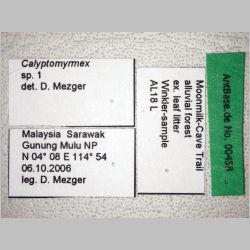 Calyptomyrmex
sp. 1
det. D. Mezger
Malaysia Sarawak
Gunung Mulu NP
N 04° 08 E 114° 54
06.10.2006
leg. D. Mezger
Moonmilk-Cave Trail
alluvial forest
ex. leaf litter
Winkler-sample
AL18 L
AntBase.de No. 00458